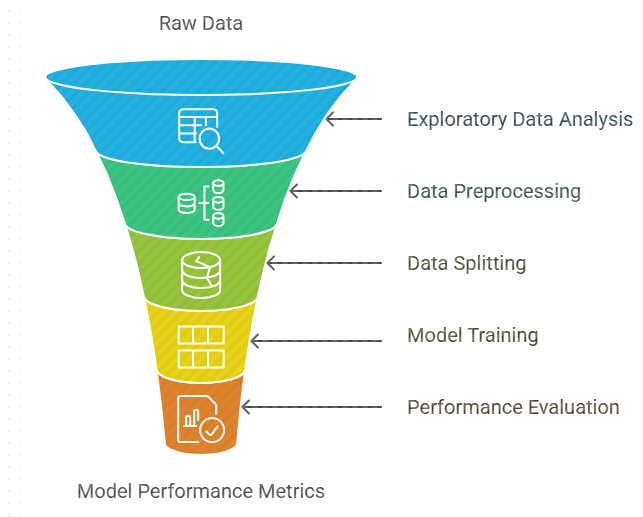 Raw Data
Exploratory Data Analysis
Data Preprocessing
Data Splitting
Model Training
Performance Evaluation
Model Performance Metrics